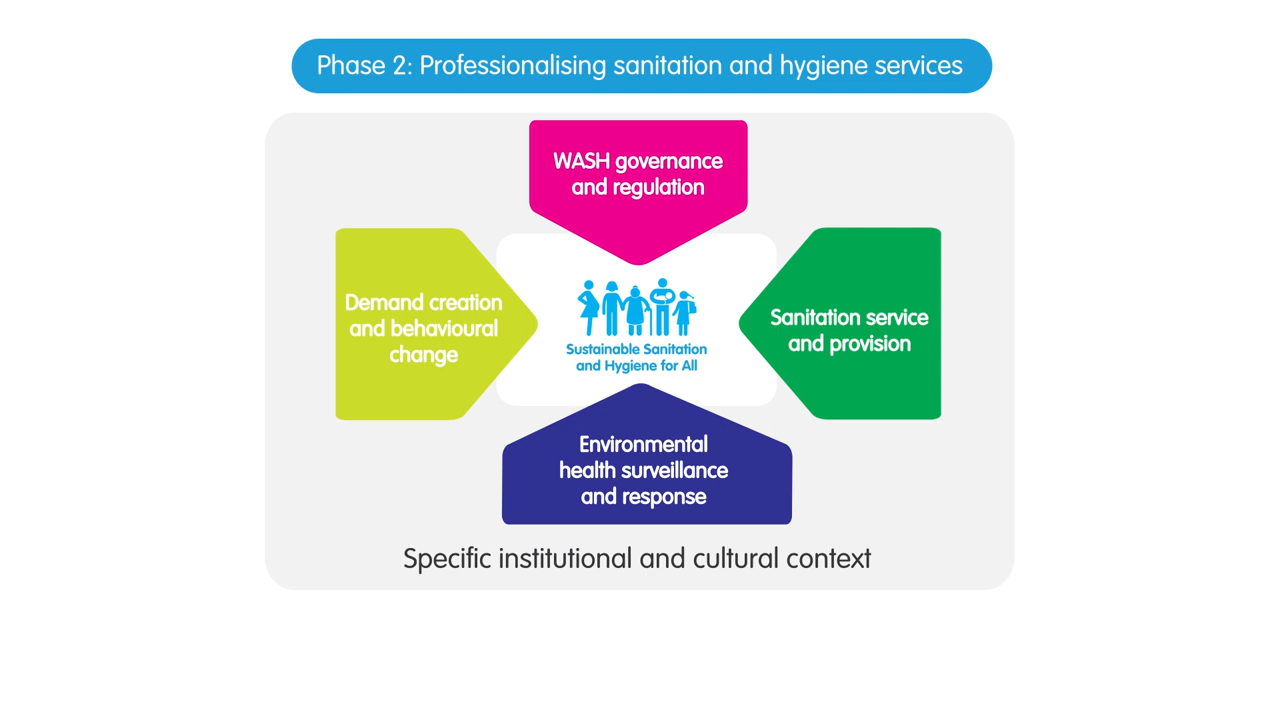 Phase 2: Professionalising sanitation and hygiene services
WASH governance
and regulation
Demand creation
and behavioural
change
Sustainable Sanitation
and Hygiene for All
Sanitation service
and provision
Environmental
health surveillance
and response
Specific institutional and cultural context